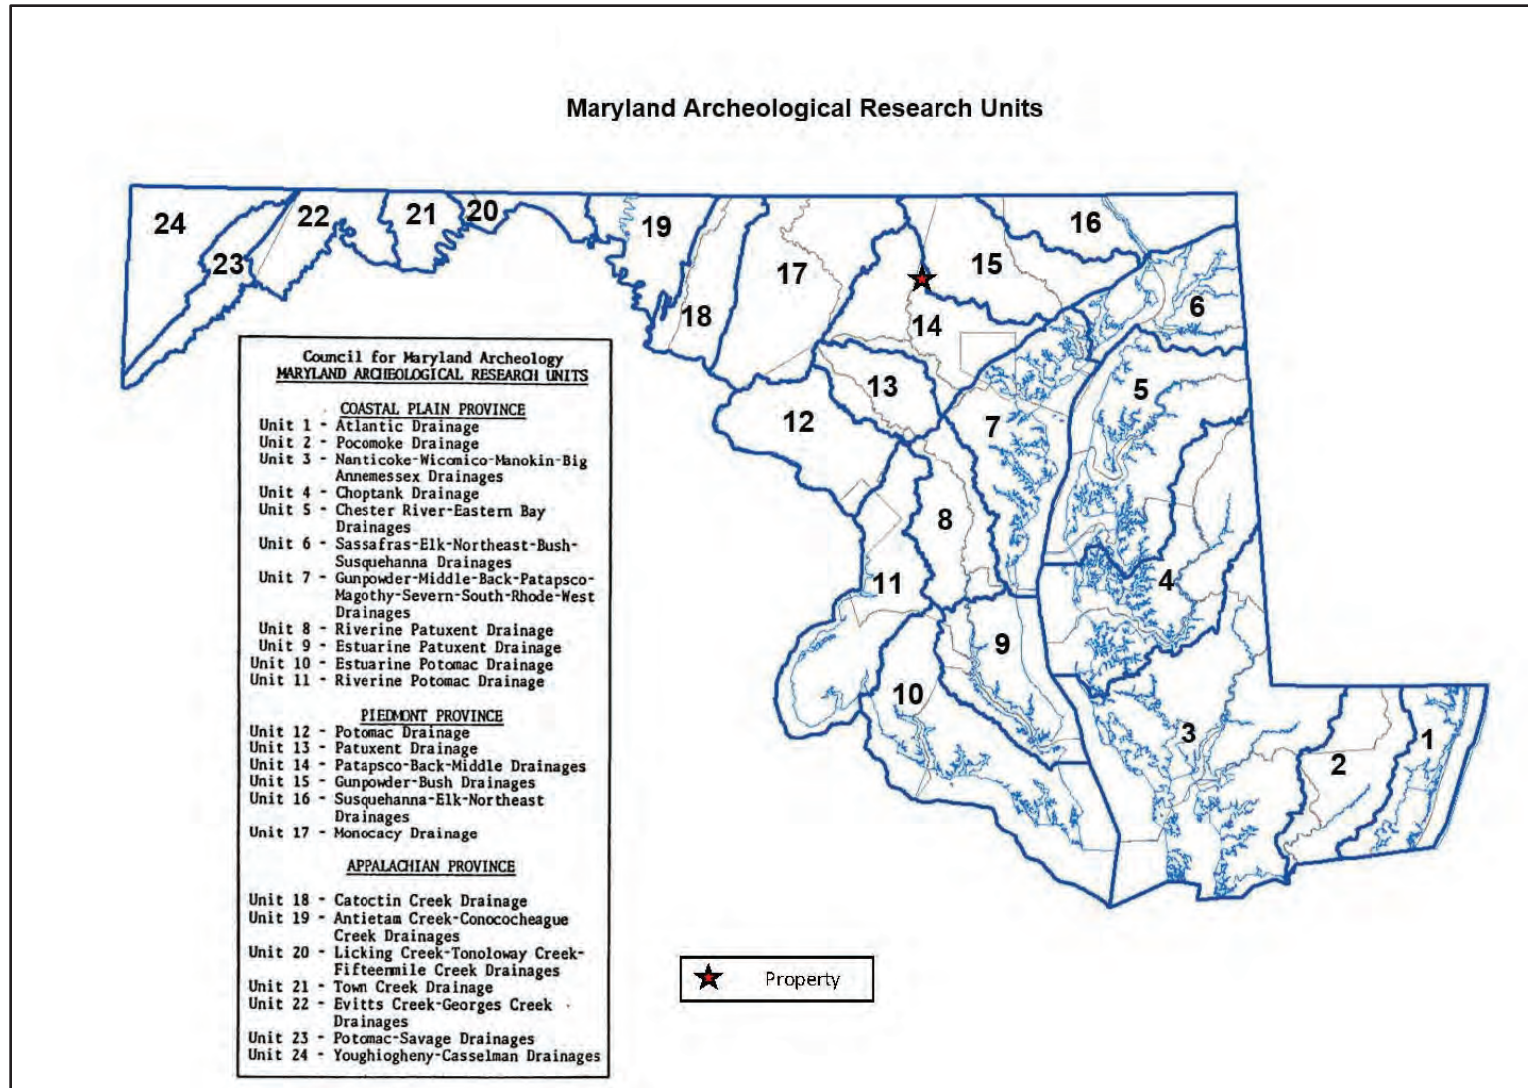 Maryland Archeological Research Units
24
23
22
21
20
19
18
17
16
15
14
13
12
11
10
9
8
7
6
5
4
3
2
1
Council for Maryland Archeology
MARYLAND ARCHEOLOGICAL RESEARCH UNITS
COASTAL PLAIN PROVINCE
Unit 1 - Atlantic Drainage
Unit 2 - Pocomoke Drainage
Unit 3 - Nanticoke-Wicomico-Manokin-Big
Annemessex Drainages
Unit 4 - Choptank Drainage
Unit 5 - Chester River-Eastern Bay
Drainages
Unit 6 - Sassafras-Elk-Northeast-Bush-
Susquehanna Drainages
Unit 7 - Gunpowder-Middle-Back-Patapsco-
Magothy-Severn-South-Rhode-West
Drainages
Unit 8 - Riverine Patuxent Drainage
Unit 9 - Estuarine Patuxent Drainage
Unit 10 - Estuarine Potomac Drainage
Unit 11 - Riverine Potomac Drainage
PIEDMONT PROVINCE
Unit 12 - Potomac Drainage
Unit 13 - Patuxent Drainage
Unit 14 - Patapsco-Back-Middle Drainages
Unit 15 - Gunpowder-Bush Drainages
Unit 16 - Susquehanna-Elk-Northeast
Drainages
Unit 17 - Monocacy Drainage
APPALACHIAN PROVINCE
Unit 18 - Catoctin Creek Drainage
Unit 19 - Antietam Creek-Conococheague
Creek Drainages
Unit 20 - Licking Creek-Tonoloway Creek-
Fifteenmile Creek Drainages
Unit 21 - Town Creek Drainage
Unit 22 - Evitts Creek-Georges Creek
Drainages
Unit 23 - Potomac-Savage Drainages
Unit 24 - Youghiogheny-Casselman Drainages
Property